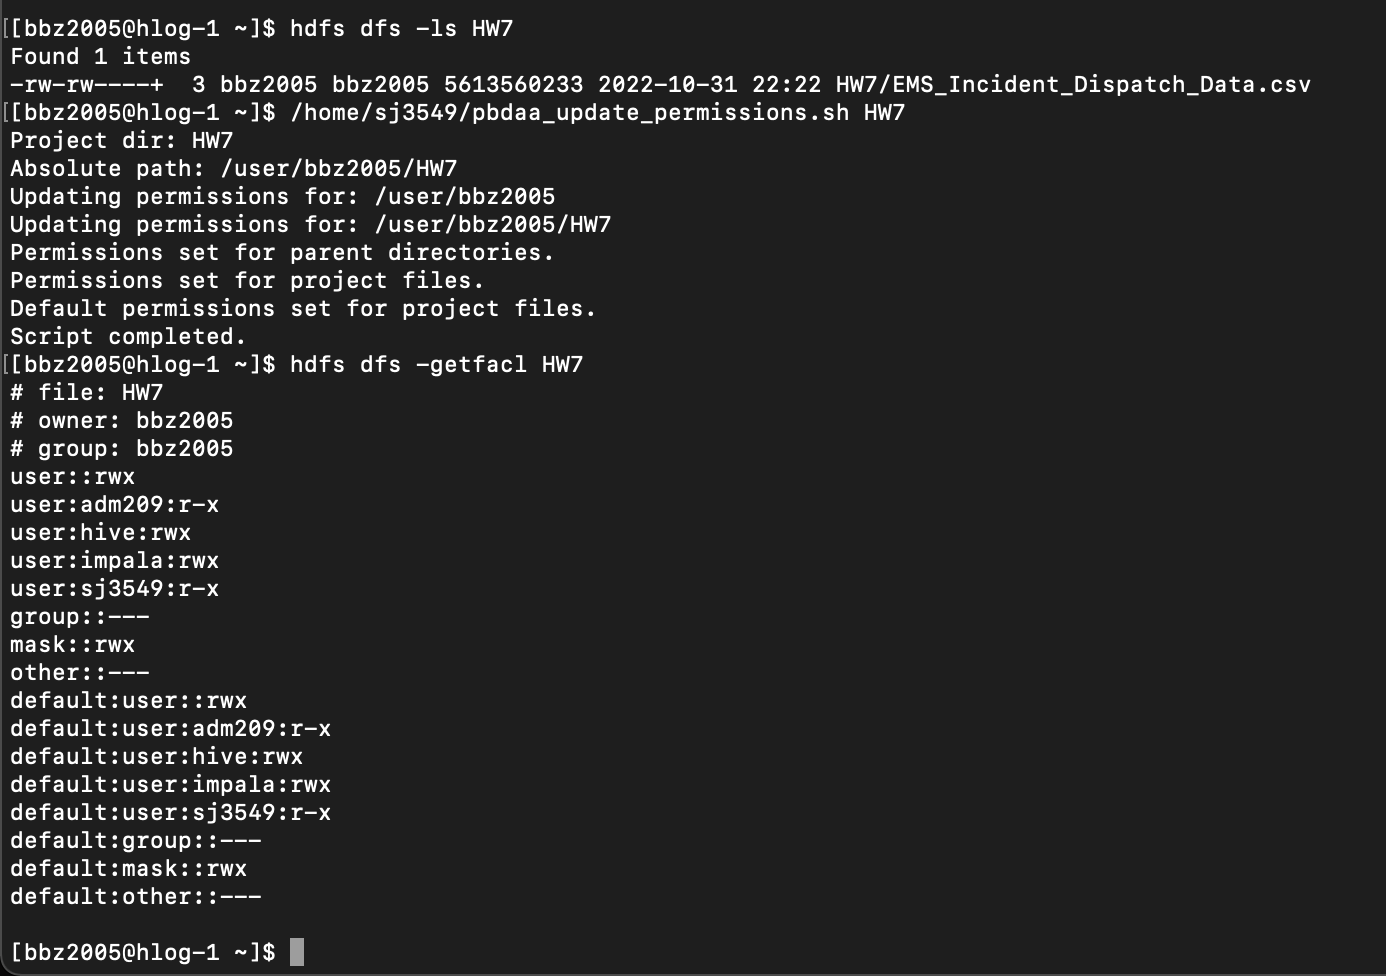 [[bbz2005@hlog-1 ~]$ hdfs dfs -ls HW7
Found 1 items
-rw-rw----+  3 bbz2005 bbz2005 5613560233 2022-10-31 22:22 HW7/EMS_Incident_Dispatch_Data.csv
[[bbz2005@hlog-1 ~]$ /home/sj3549/pbdaa_update_permissions.sh HW7
Project dir: HW7
Absolute path: /user/bbz2005/HW7
Updating permissions for: /user/bbz2005
Updating permissions for: /user/bbz2005/HW7
Permissions set for parent directories.
Permissions set for project files.
Default permissions set for project files.
Script completed.
[[bbz2005@hlog-1 ~]$ hdfs dfs -getfacl HW7
# file: HW7
# owner: bbz2005
# group: bbz2005
user::rwx
user:adm209:r-x
user:hive:rwx
user:impala:rwx
user:sj3549:r-x
group::---
mask::rwx
other::---
default:user::rwx
default:user:adm209:r-x
default:user:hive:rwx
default:user:impala:rwx
default:user:sj3549:r-x
default:group::---
default:mask::rwx
default:other::---
[bbz2005@hlog-1 ~]$